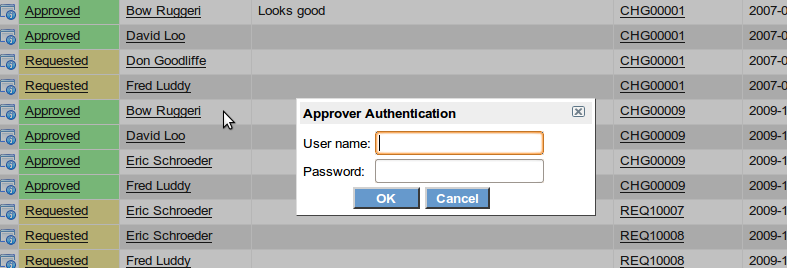 Approved Bow Ruggeri Looks good CHG00001 2007-0
Approved David Loo CHG00001 2007-0
Requested Don Goodliffe CHG00001 2007-0
Requested Fred Luddy CHG00001 2007-0
Approved Bow Ruggeri CHG00009 2009-1
Approved David Loo CHG00009 2009-1
Approved Eric Schroeder CHG00009 2009-1
Approved Fred Luddy CHG00009 2009-1
Requested Eric Schroeder REQ10007 2009-1
Requested Eric Schroeder REQ10008 2009-1
Requested Fred Luddy REQ10008 2009-1
Approver Authentication
User name:
Password:
OK Cancel